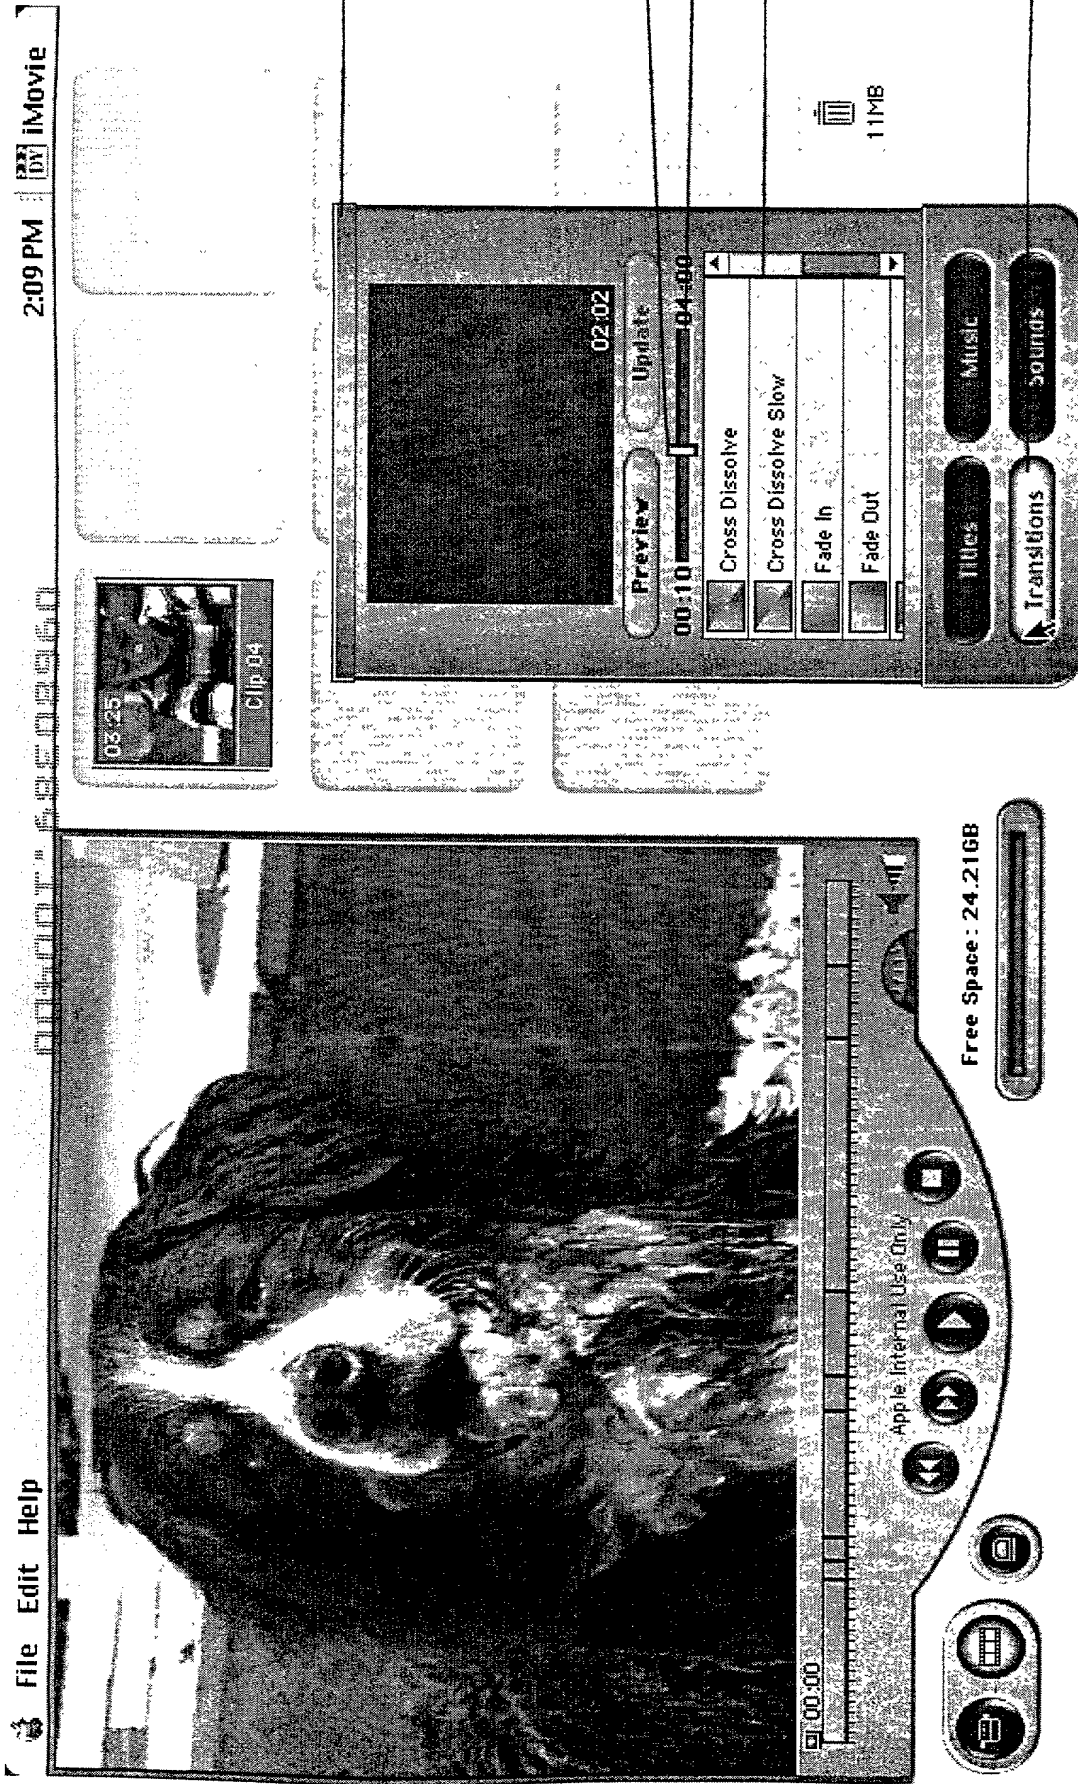 File Edit Help
2:09 PM DV iMovie
03:25
Clip 04
02:02
Preview Update
00:10 04:00
Cross Dissolve
Cross Dissolve Slow
Fade In
Fade Out
Titles Music
Transitions Sounds
00:00
Apple Internal Use Only
Free Space: 24.21GB
11MB